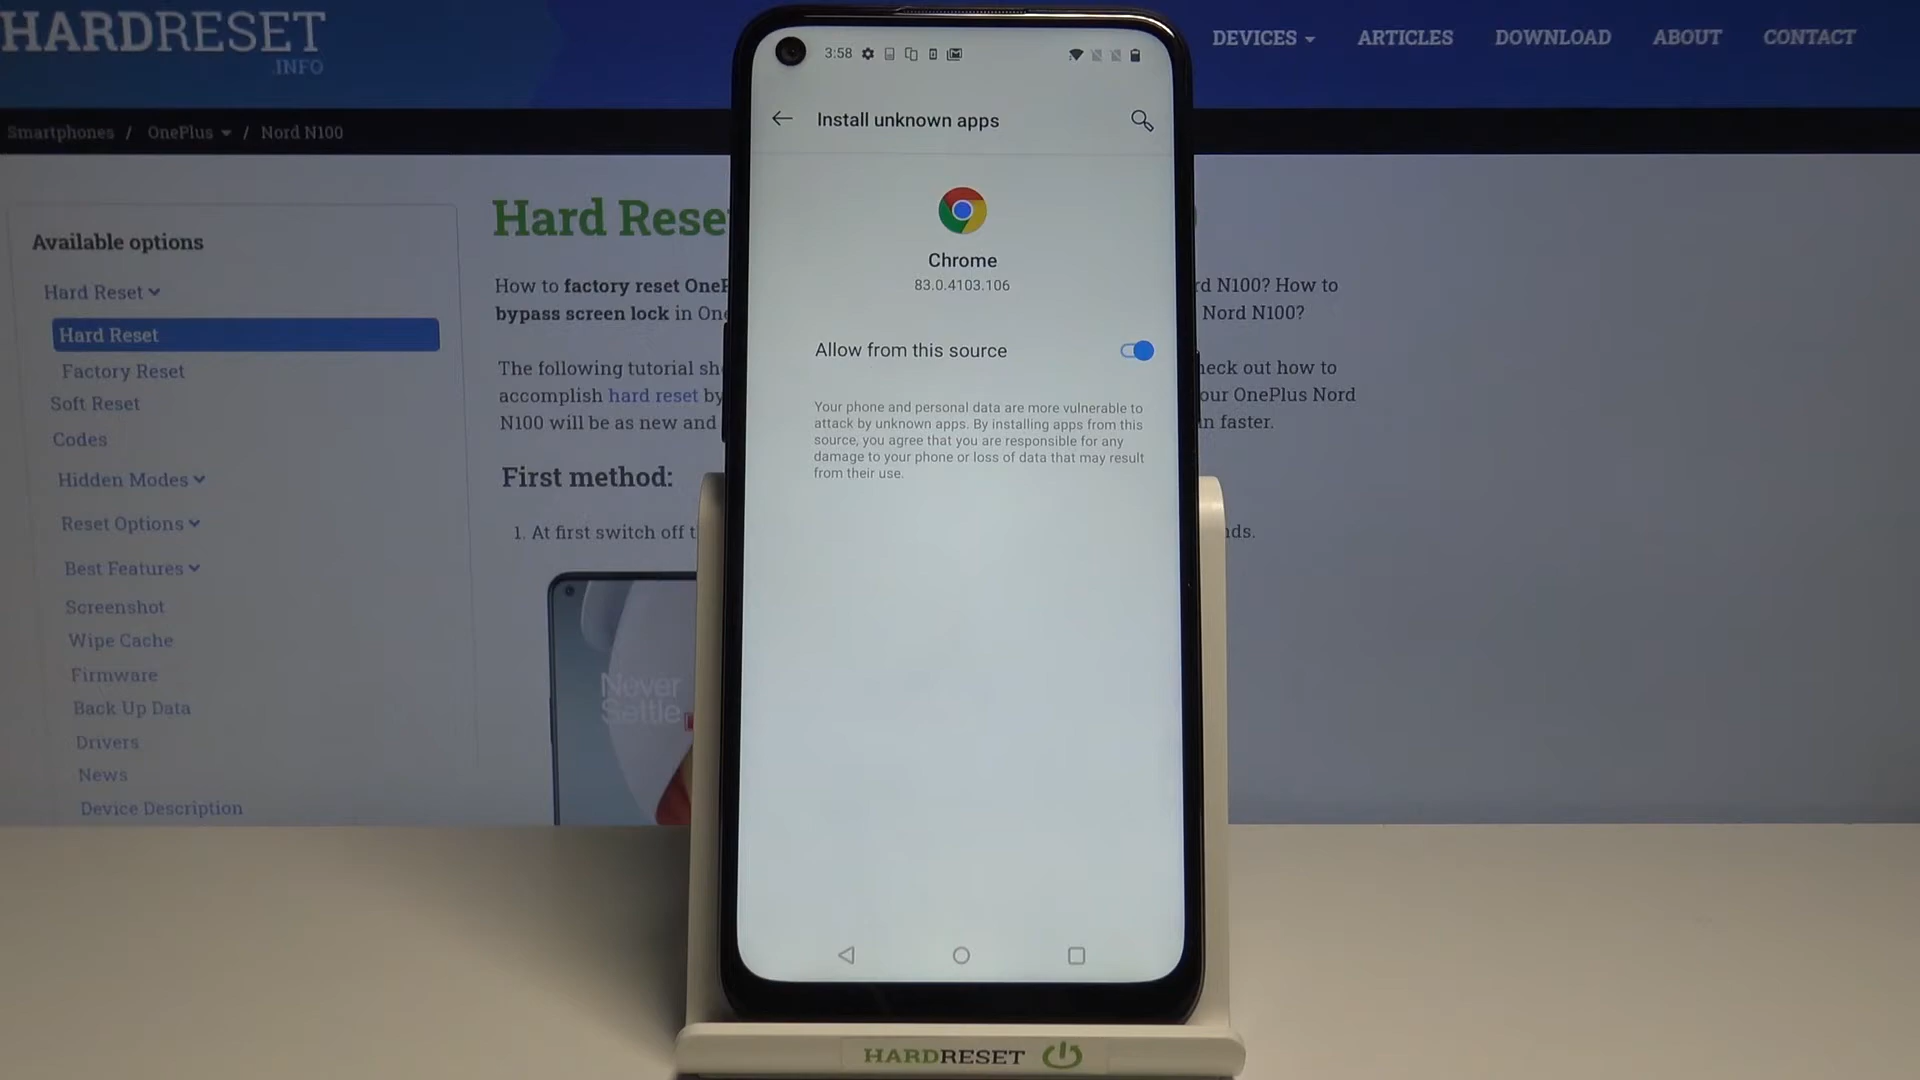 HARDRESET
.INFO
DEVICES
ARTICLES
DOWNLOAD
ABOUT
CONTACT
Smartphones / OnePlus / Nord N100
Available options
Hard Reset
Hard Reset
Factory Reset
Soft Reset
Codes
Hidden Modes
Reset Options
Best Features
Screenshot
Wipe Cache
Firmware
Back Up Data
Drivers
News
Device Description
Hard Rese
How to factory reset OneP
rd N100? How to
bypass screen lock in One
Nord N100?
The following tutorial sh
heck out how to
accomplish hard reset by
our OnePlus Nord
N100 will be as new and
n faster.
First method:
1. At first switch off t
nds.
Never
Settle
3:58
Install unknown apps
Chrome
83.0.4103.106
Allow from this source
Your phone and personal data are more vulnerable to
attack by unknown apps. By installing apps from this
source, you agree that you are responsible for any
damage to your phone or loss of data that may result
from their use.
HARDRESET